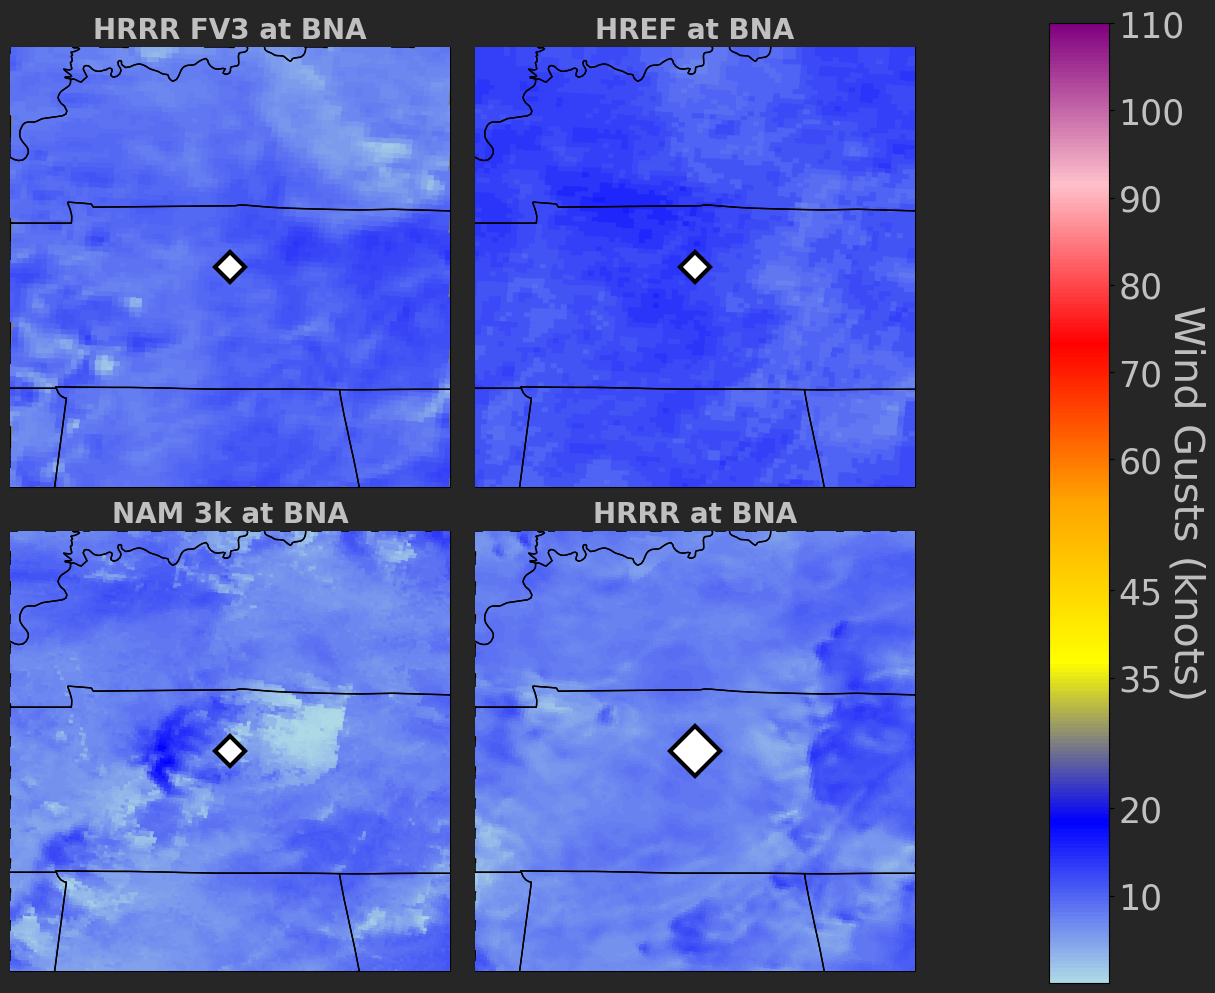 HRRR FV3 at BNA
HREF at BNA
NAM 3k at BNA
HRRR at BNA
110
100
90
80
70
60
45
35
20
10
Wind Gusts (knots)